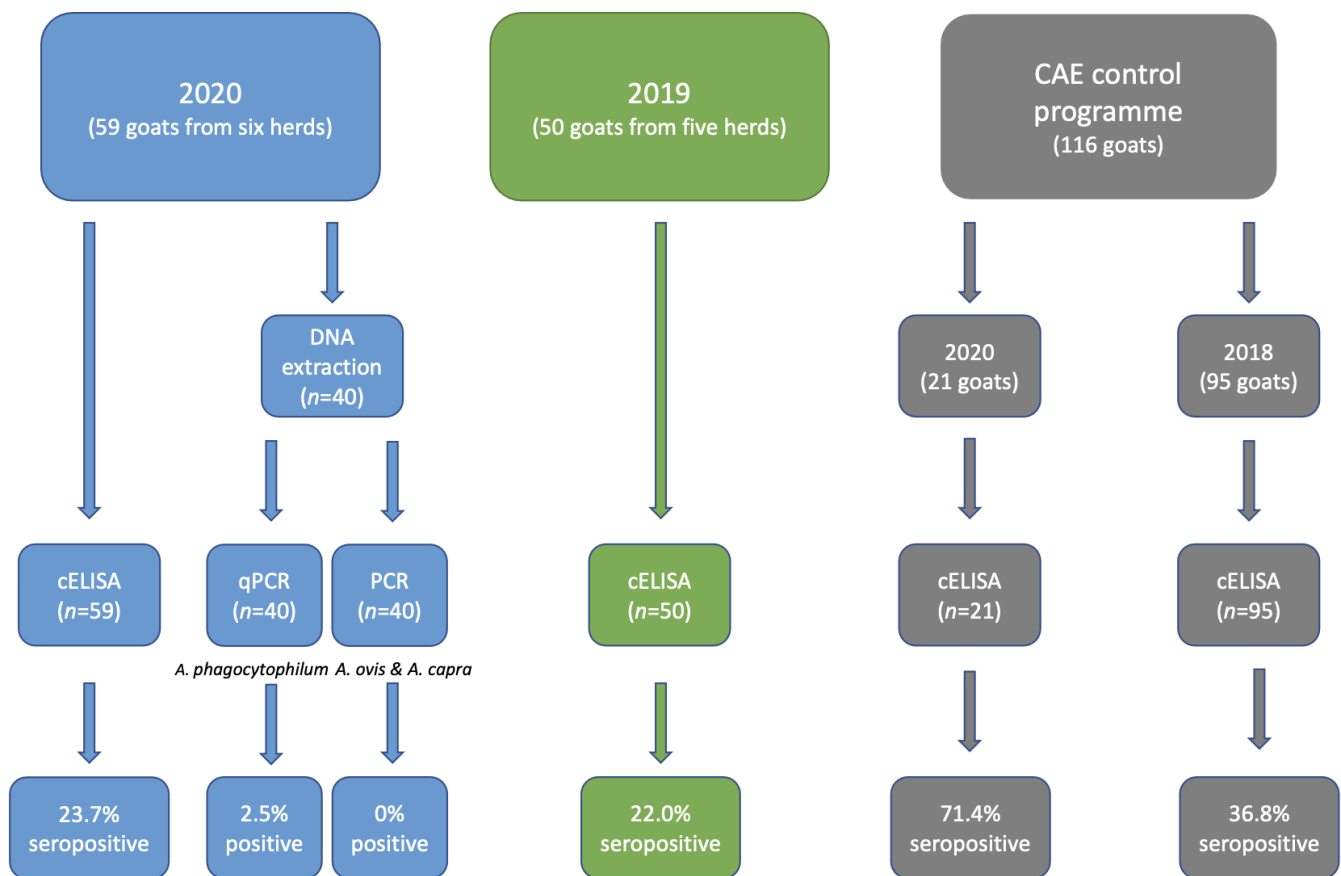 2020
(59 goats from six herds)
2019
(50 goats from five herds)
CAE control
programme
(116 goats)
DNA
extraction
(n=40)
2020
(21 goats)
2018
(95 goats)
cELISA
(n=59)
qPCR
(n=40)
PCR
(n=40)
cELISA
(n=50)
cELISA
(n=21)
cELISA
(n=95)
A. phagocytophilum A. ovis & A. capra
23.7%
seropositive
2.5%
positive
0%
positive
22.0%
seropositive
71.4%
seropositive
36.8%
seropositive